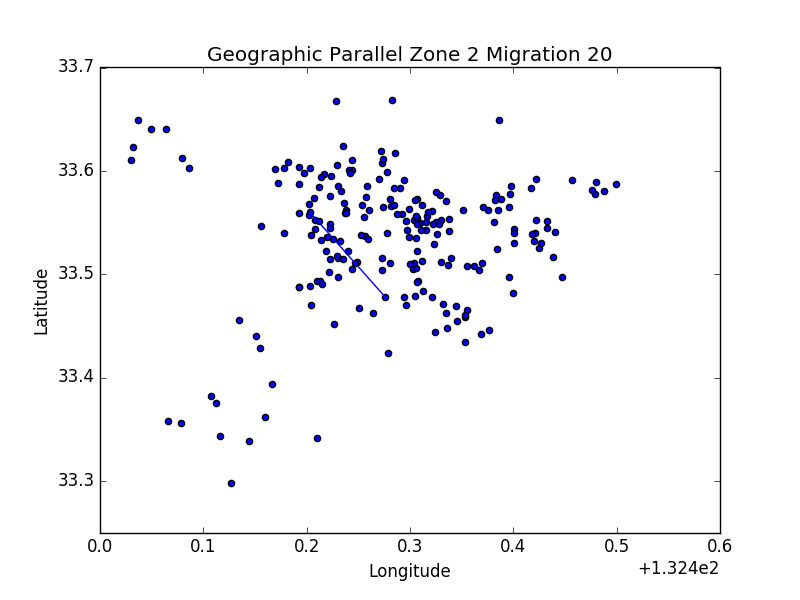 Geographic Parallel Zone 2 Migration 20
33.7
33.6
33.5
33.4
33.3
Latitude
0.0 0.1 0.2 0.3 0.4 0.5 0.6
+1.324e2
Longitude